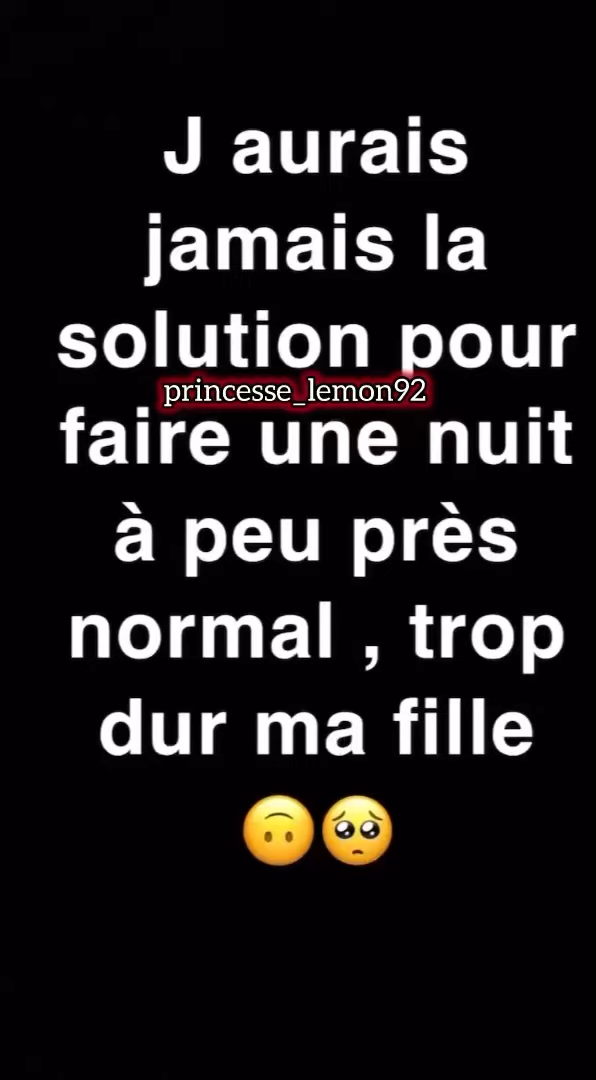 J aurais
jamais la
solution pour
princesse_lemon92
faire une nuit
à peu près
normal , trop
dur ma fille
🙃🥺